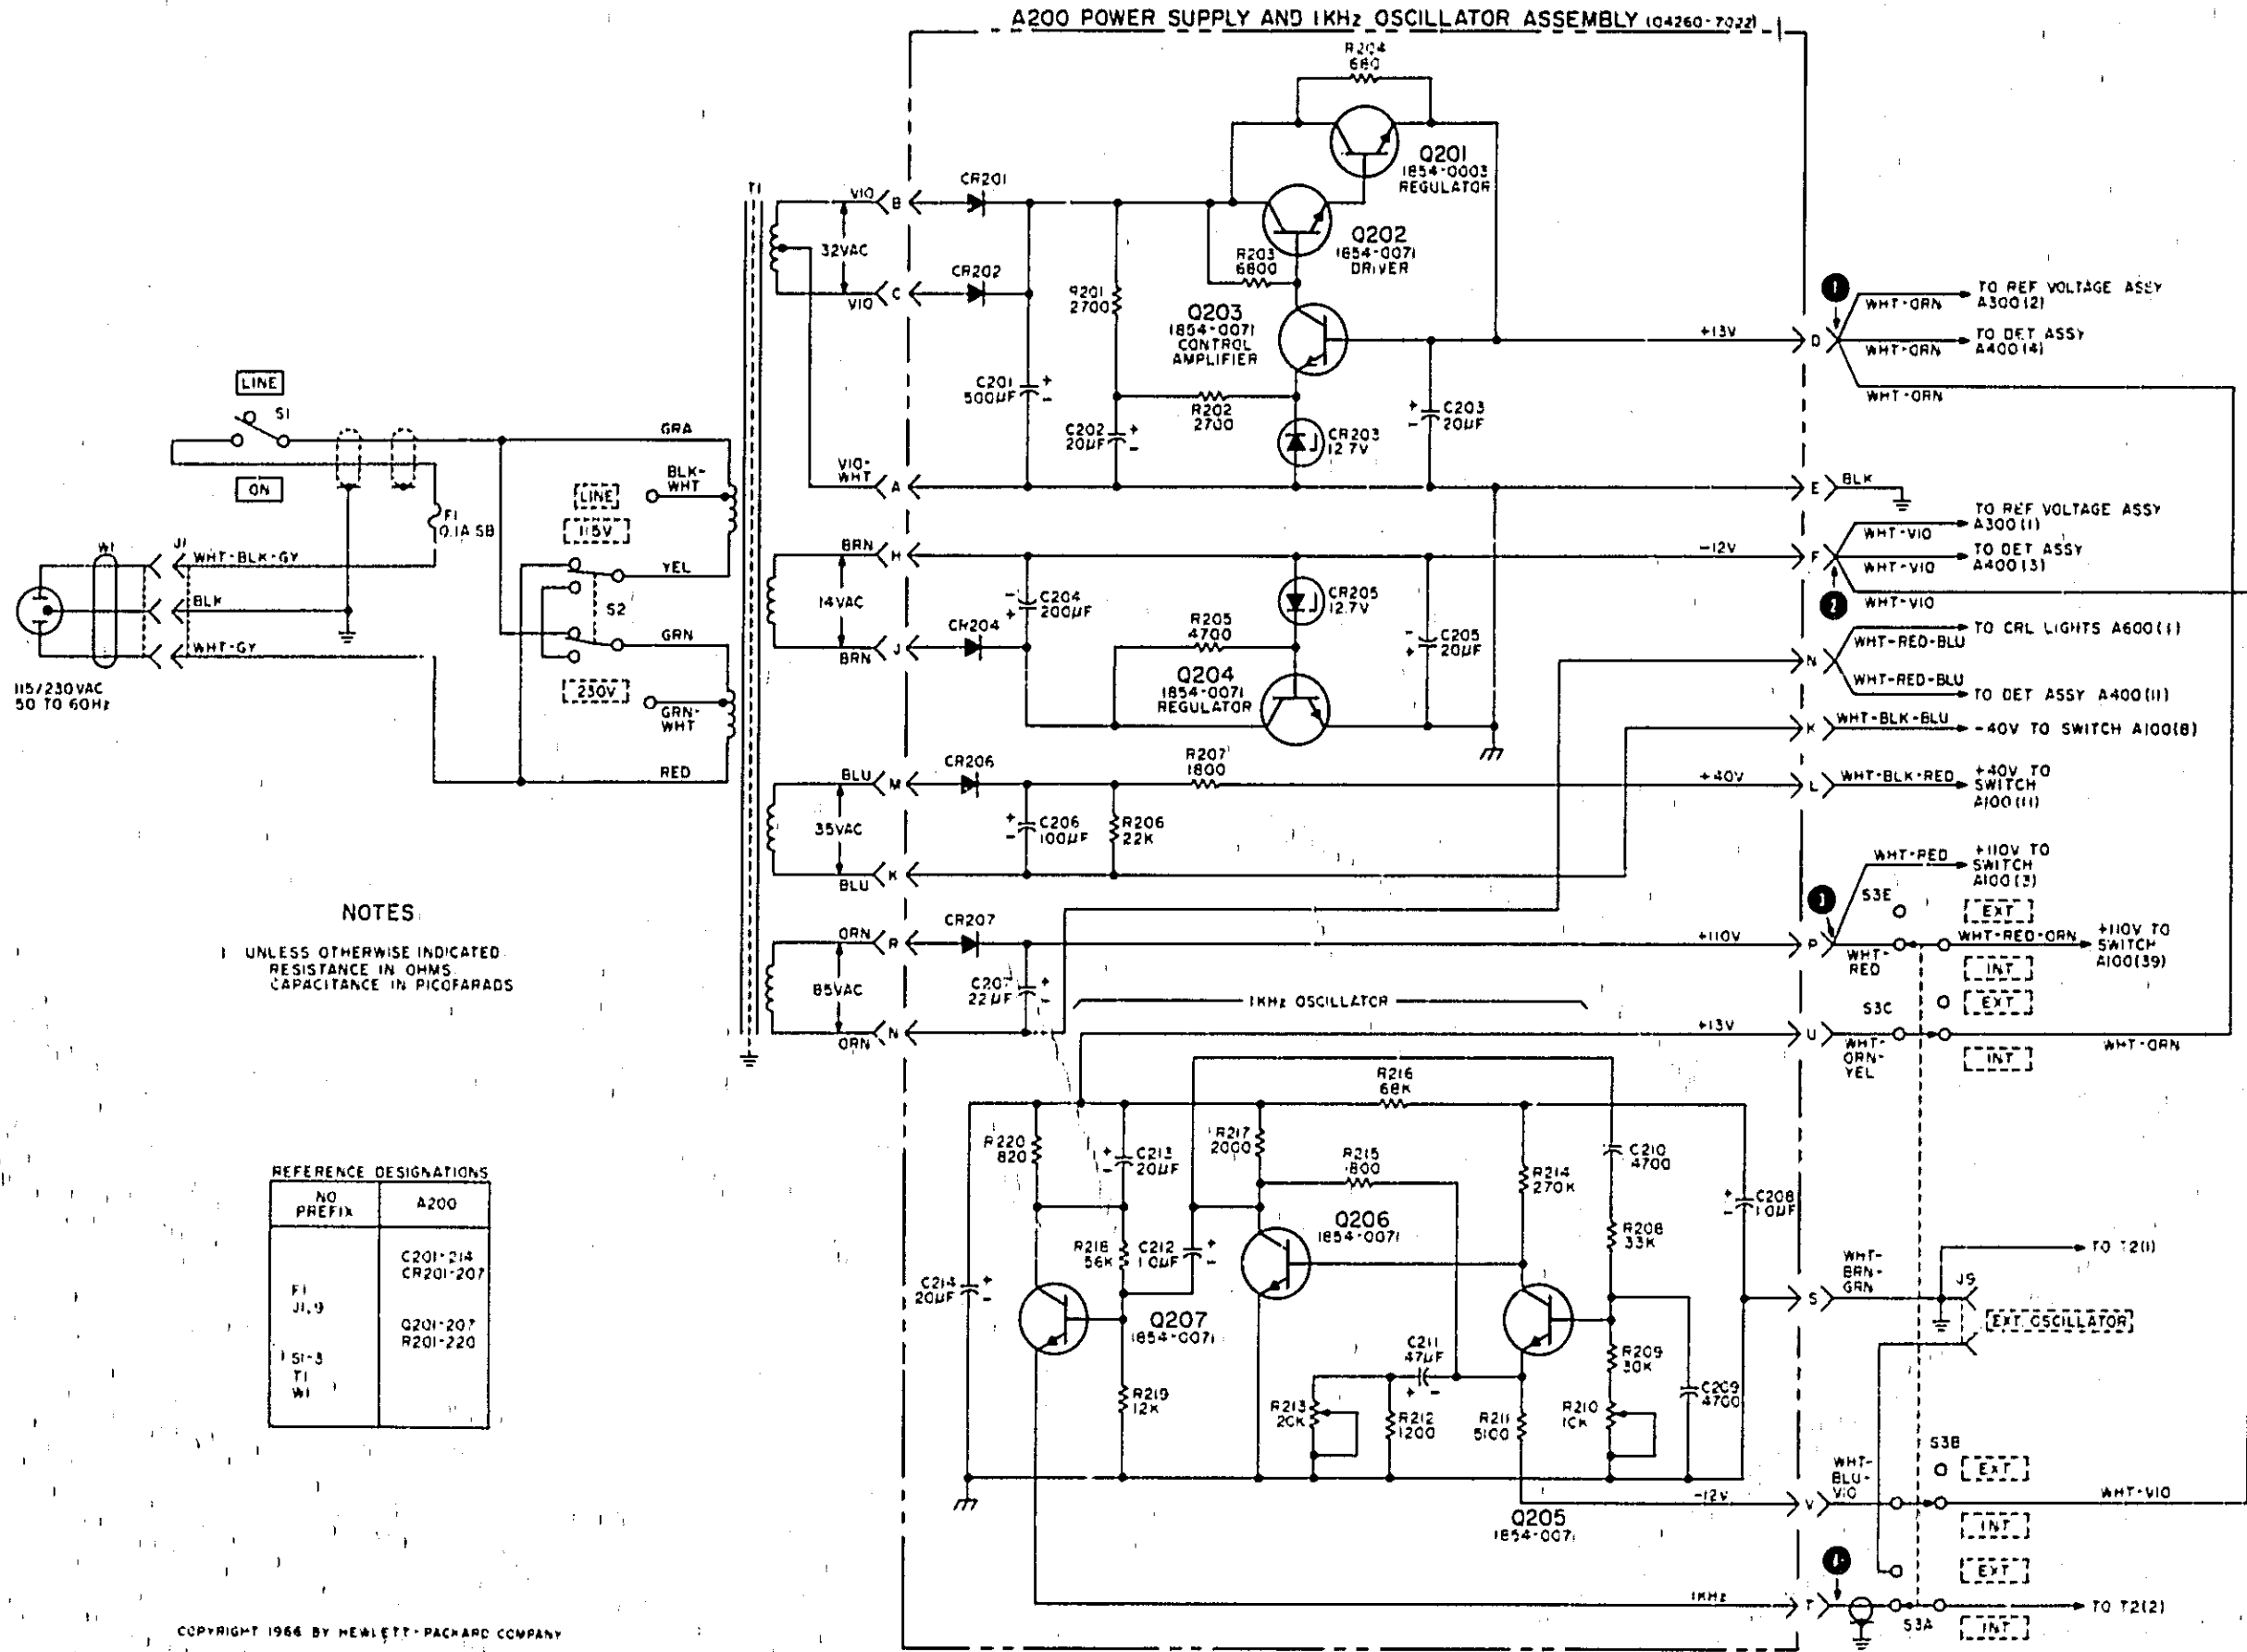 A200 POWER SUPPLY AND 1KHz OSCILLATOR ASSEMBLY (04260-7022)
R204
680
Q201
1854-0003
REGULATOR
T1
VIO
B
CR201
32VAC
Q202
1854-0071
DRIVER
R203
6800
VIO
C
CR202
R201
2700
Q203
1854-0071
CONTROL
AMPLIFIER
+13V
D
1
WHT-ORN
TO REF VOLTAGE ASSY
A300(2)
WHT-ORN
TO DET ASSY
A400(4)
WHT-ORN
C201
500µF
+
-
R202
2700
C202
20µF
+
-
CR203
12.7V
+
-
C203
20µF
VIO-
WHT
A
E
BLK
LINE
S1
ON
GRA
BLK-
WHT
LINE
115V
F1
0.1A SB
W1
J1
WHT-BLK-GY
BLK
WHT-GY
YEL
S2
GRN
230V
GRN-
WHT
RED
115/230VAC
50 TO 60Hz
BRN
H
14VAC
BRN
J
CR204
-
+
C204
200µF
R205
4700
CR205
12.7V
-
+
C205
20µF
Q204
1854-0071
REGULATOR
-12V
F
2
TO REF VOLTAGE ASSY
A300(1)
WHT-VIO
TO DET ASSY
A400(3)
WHT-VIO
WHT-VIO
N
TO CRL LIGHTS A600(1)
WHT-RED-BLU
WHT-RED-BLU
TO DET ASSY A400(11)
K
WHT-BLK-BLU
-40V TO SWITCH A100(8)
BLU
M
CR206
R207
1800
+40V
L
WHT-BLK-RED
+40V TO
SWITCH
A100(11)
35VAC
+
-
C206
100µF
R206
22K
BLU
K
ORN
R
CR207
+110V
P
3
WHT-RED
+110V TO
SWITCH
A100(3)
S3E
EXT
WHT-RED-ORN
+110V TO
SWITCH
A100(39)
WHT-
RED
INT
85VAC
C207
22µF
+
-
ORN
N
1KHz OSCILLATOR
+13V
U
S3C
EXT
WHT-
ORN-
YEL
INT
WHT-ORN
NOTES
1 UNLESS OTHERWISE INDICATED
RESISTANCE IN OHMS
CAPACITANCE IN PICOFARADS
REFERENCE DESIGNATIONS
NO
PREFIX
A200
C201-214
CR201-207
F1
J1,9
Q201-207
R201-220
S1-3
T1
W1
R216
68K
R220
820
+
-
C213
20µF
R217
2000
R215
1800
R214
270K
C210
4700
R218
56K
C212
1.0µF
+
-
Q206
1854-0071
R208
33K
+
-
C208
1.0µF
C214
20µF
+
-
Q207
1854-0071
C211
47µF
+
-
R219
12K
R213
20K
R212
1200
R211
5100
R209
30K
R210
10K
C209
4700
Q205
1854-0071
WHT-
BRN-
GRN
S
TO T2(1)
J9
EXT OSCILLATOR
WHT-
BLU-
VIO
-12V
V
S3B
EXT
WHT-VIO
INT
4
EXT
1KHz
T
S3A
INT
TO T2(2)
COPYRIGHT 1966 BY HEWLETT-PACKARD COMPANY